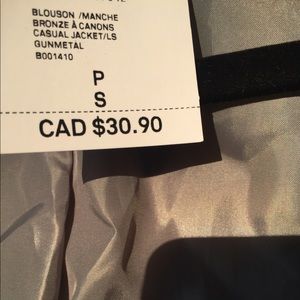 BLOUSON /MANCHE
BRONZE À CANONS
CASUAL JACKET/LS
GUNMETAL
B001410
P
S
CAD $30.90